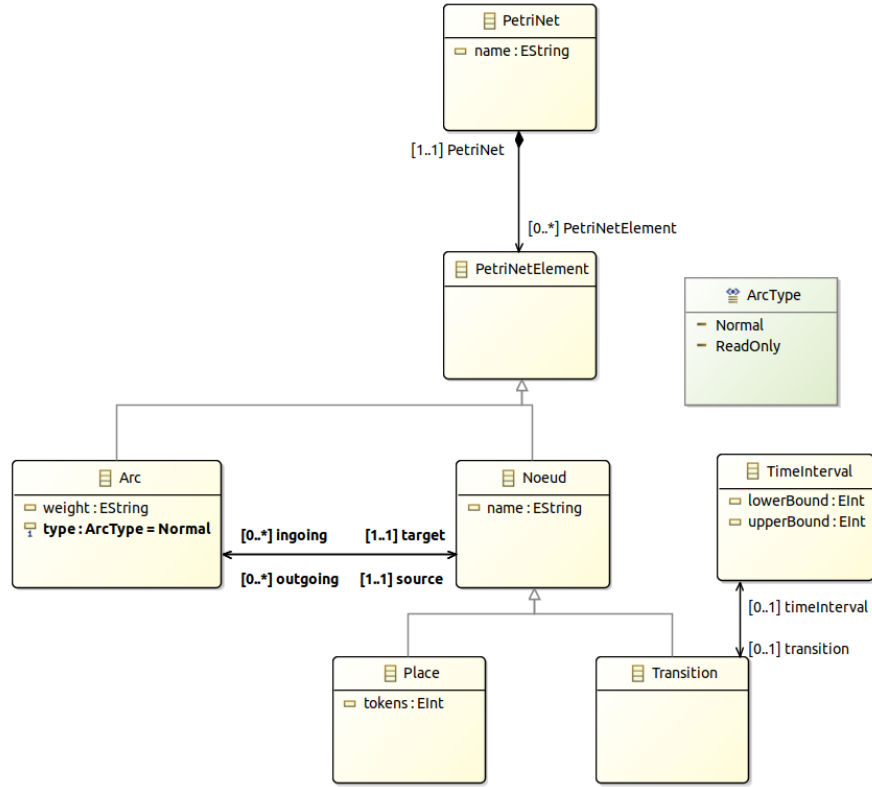 PetriNet
name : EString
[1..1] PetriNet
[0..*] PetriNetElement
PetriNetElement
ArcType
Normal
ReadOnly
Arc
weight : EString
1
type : ArcType = Normal
[0..*] ingoing
[1..1] target
[0..*] outgoing
[1..1] source
Noeud
name : EString
TimeInterval
lowerBound : EInt
upperBound : EInt
[0..1] timeInterval
[0..1] transition
Place
tokens : EInt
Transition